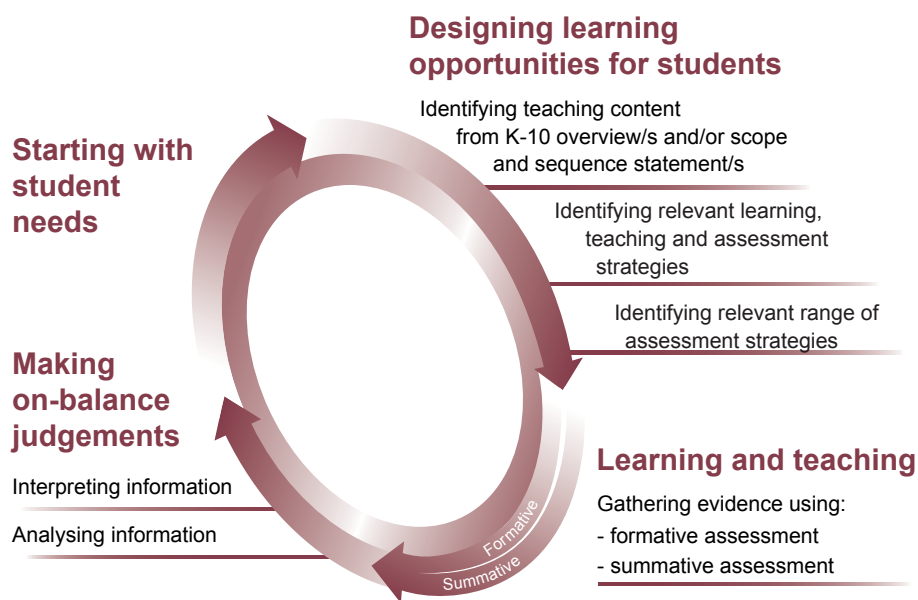 Designing learning
opportunities for students
Identifying teaching content
from K-10 overview/s and/or scope
and sequence statement/s
Identifying relevant learning,
teaching and assessment
strategies
Identifying relevant range of
assessment strategies
Learning and teaching
Gathering evidence using:
- formative assessment
- summative assessment
Formative
Summative
Making
on-balance
judgements
Interpreting information
Analysing information
Starting with
student
needs